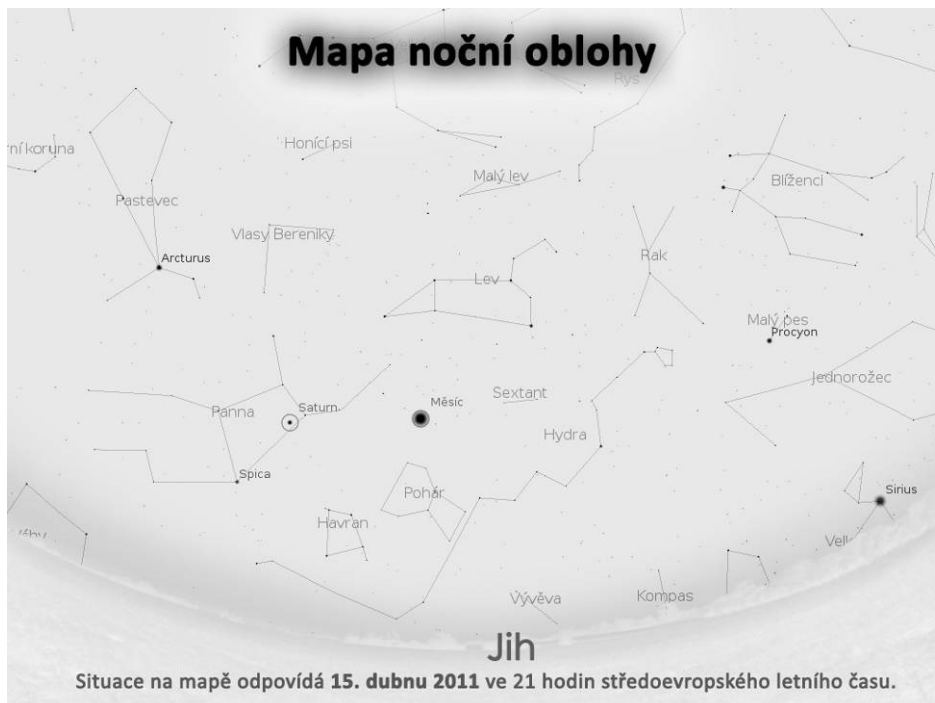 Mapa noční oblohy
Rys
Honící psi
rní koruna
Malý lev
Blíženci
Pastevec
Vlasy Bereniky
Arcturus
Rak
Lev
Malý pes
Procyon
Jednorožec
Sextant
Měsíc
Saturn
Panna
Hydra
Spica
Pohár
Sirius
Havran
Velk
Vývěva
Kompas
Jih
Situace na mapě odpovídá 15. dubnu 2011 ve 21 hodin středoevropského letního času.